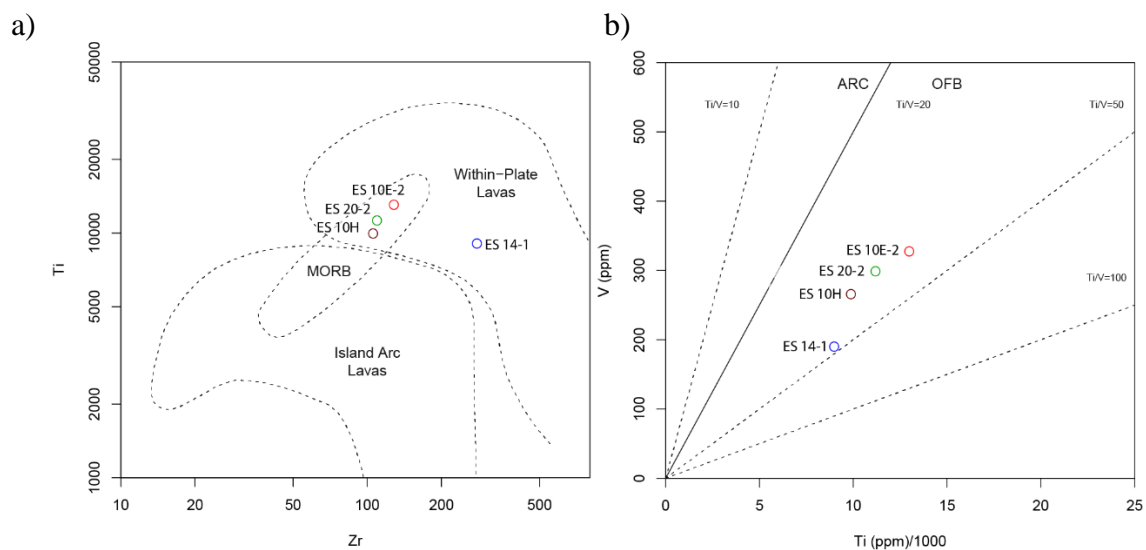 a)
50000
20000
10000
5000
2000
1000
Ti
Within−Plate
Lavas
ES 10E-2
ES 20-2
ES 10H
ES 14-1
MORB
Island Arc
Lavas
10
20
50
100
200
500
Zr
b)
600
500
400
300
200
100
0
V (ppm)
ARC
OFB
Ti/V=10
Ti/V=20
Ti/V=50
ES 10E-2
ES 20-2
Ti/V=100
ES 10H
ES 14-1
0
5
10
15
20
25
Ti (ppm)/1000